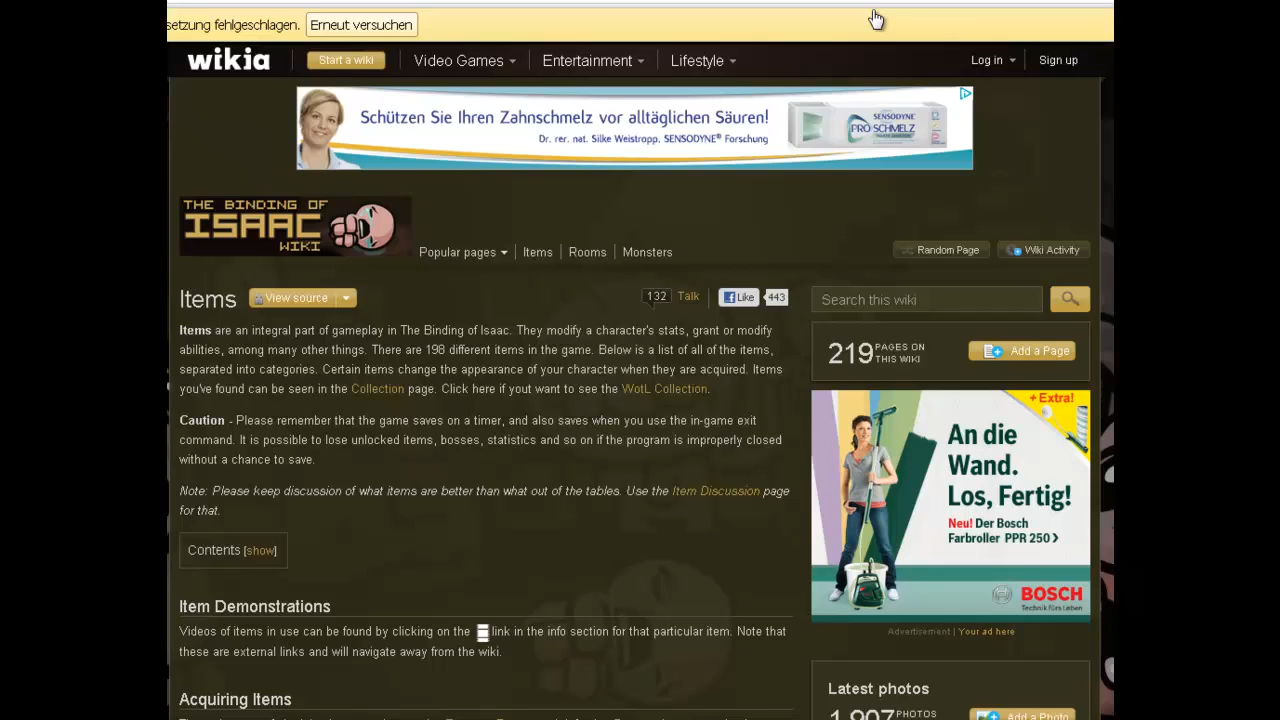 setzung fehlgeschlagen. Erneut versuchen
wikia Start a wiki Video Games Entertainment Lifestyle Log in Sign up
Schützen Sie Ihren Zahnschmelz vor alltäglichen Säuren!
Dr. rer. nat. Silke Weistropp, SENSODYNE® Forschung
SENSODYNE
PROSCHMELZ
THE BINDING OF
ISAAC
WIKI
Popular pages Items Rooms Monsters
Random Page Wiki Activity
Items View source 132 Talk Like 443
Search this wiki
Items are an integral part of gameplay in The Binding of Isaac. They modify a character's stats, grant or modify
abilities, among many other things. There are 198 different items in the game. Below is a list of all of the items,
separated into categories. Certain items change the appearance of your character when they are acquired. Items
you've found can be seen in the Collection page. Click here if yout want to see the WotL Collection.
219 PAGES ON
THIS WIKI
Add a Page
Caution - Please remember that the game saves on a timer, and also saves when you use the in-game exit
command. It is possible to lose unlocked items, bosses, statistics and so on if the program is improperly closed
without a chance to save.
Note: Please keep discussion of what items are better than what out of the tables. Use the Item Discussion page
for that.
Contents [show]
+ Extra!
An die
Wand.
Los, Fertig!
Neu! Der Bosch
Farbroller PPR 250
BOSCH
Technik fürs Leben
Advertisement | Your ad here
Item Demonstrations
Videos of items in use can be found by clicking on the link in the info section for that particular item. Note that
these are external links and will navigate away from the wiki.
Acquiring Items
Latest photos
1,907 PHOTOS
Add a Photo